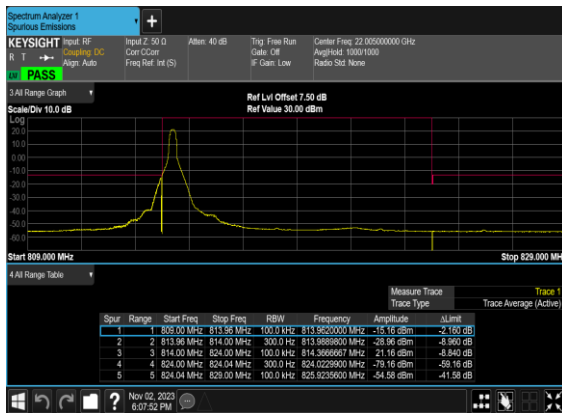 Spectrum Analyzer 1
Spurious Emissions
KEYSIGHT Input: RF Input Z: 50 Ω Atten: 40 dB Trig: Free Run Center Freq: 22.005000000 GHz
R T Coupling: DC Corr CCorr Gate: Off Avg|Hold: 1000/1000
Align: Auto Freq Ref: Int (S) IF Gain: Low Radio Std: None
PASS
3 All Range Graph
Ref Lvl Offset 7.50 dB
Scale/Div 10.0 dB Ref Value 30.00 dBm
Log
20.0
10.0
0.00
-10.0
-20.0
-30.0
-40.0
-50.0
-60.0
Start 809.000 MHz Stop 829.000 MH
4 All Range Table
Measure Trace Trace 1
Trace Type Trace Average (Active)
Spur Range Start Freq Stop Freq RBW Frequency Amplitude ΔLimit
1 1 809.00 MHz 813.96 MHz 100.0 kHz 813.9620000 MHz -15.16 dBm -2.160 dB
2 2 813.96 MHz 814.00 MHz 300.0 Hz 813.9889800 MHz -28.96 dBm -8.960 dB
3 3 814.00 MHz 824.00 MHz 100.0 kHz 814.3666667 MHz 21.16 dBm -8.840 dB
4 4 824.00 MHz 824.04 MHz 300.0 Hz 824.0229900 MHz -79.16 dBm -59.16 dB
5 5 824.04 MHz 829.00 MHz 100.0 kHz 825.9235600 MHz -54.58 dBm -41.58 dB
Nov 02, 2023
6:07:52 PM